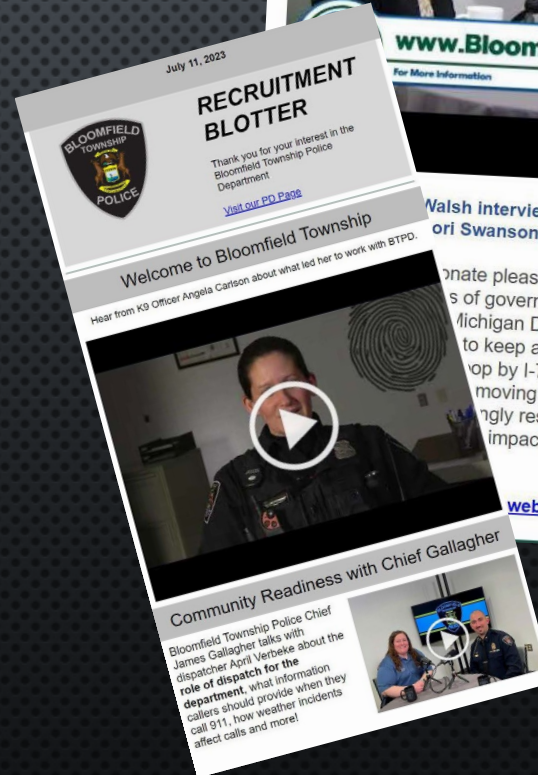 July 11, 2023
BLOOMFIELD
TOWNSHIP
POLICE
RECRUITMENT
BLOTTER
Thank you for your interest in the
Bloomfield Township Police
Department
Visit our PD Page
Welcome to Bloomfield Township
Hear from K9 Officer Angela Carlson about what led her to work with BTPD.
Community Readiness with Chief Gallagher
Bloomfield Township Police Chief
James Gallagher talks with
dispatcher April Verbeke about the
role of dispatch for the
department, what information
callers should provide when they
call 911, how weather incidents
affect calls and more!
www.Bloom
For More Information
Walsh intervie
ori Swanson
onate pleas
s of govern
Michigan D
to keep a
op by I-7
moving
ngly res
impac
web